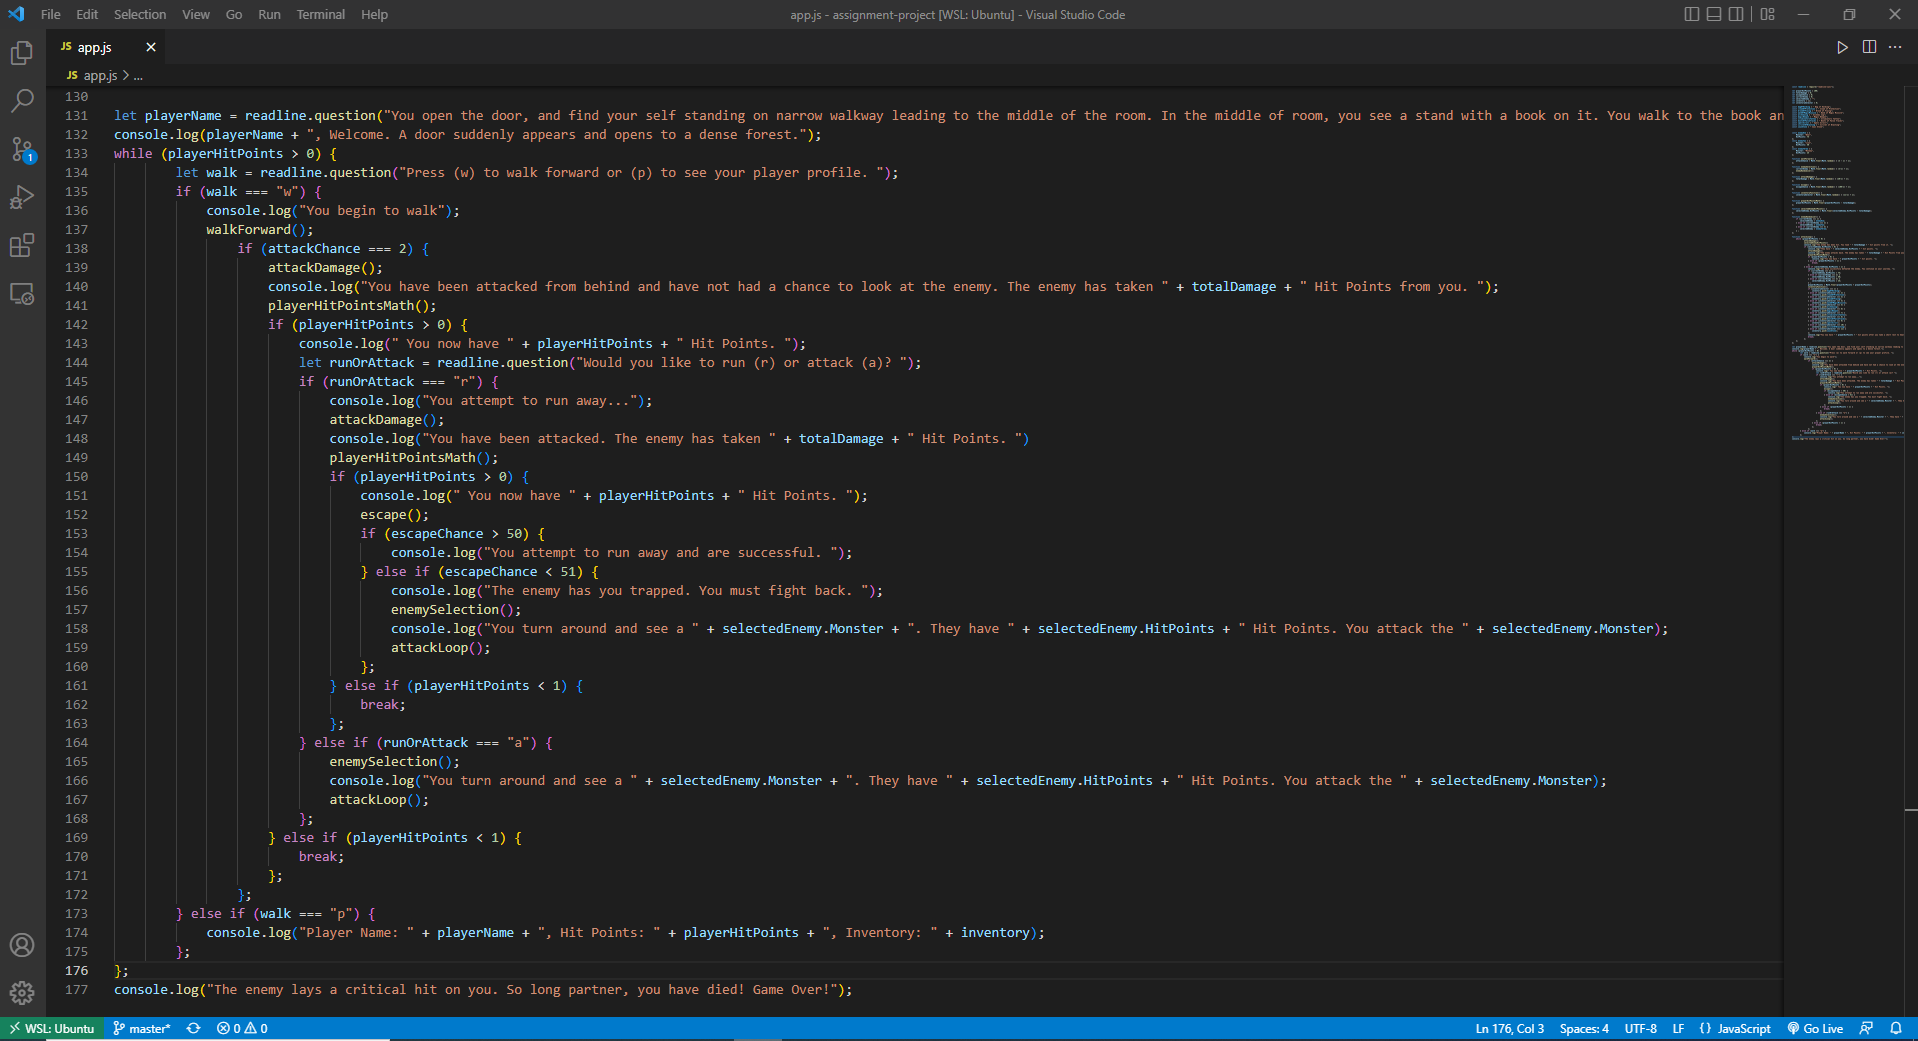 File Edit Selection View Go Run Terminal Help
app.js - assignment-project [WSL: Ubuntu] - Visual Studio Code
JS app.js
JS app.js > ...
130
131 let playerName = readline.question("You open the door, and find your self standing on narrow walkway leading to the middle of the room. In the middle of room, you see a stand with a book on it. You walk to the book an
132 console.log(playerName + ", Welcome. A door suddenly appears and opens to a dense forest.");
133 while (playerHitPoints > 0) {
134 let walk = readline.question("Press (w) to walk forward or (p) to see your player profile. ");
135 if (walk === "w") {
136 console.log("You begin to walk");
137 walkForward();
138 if (attackChance === 2) {
139 attackDamage();
140 console.log("You have been attacked from behind and have not had a chance to look at the enemy. The enemy has taken " + totalDamage + " Hit Points from you. ");
141 playerHitPointsMath();
142 if (playerHitPoints > 0) {
143 console.log(" You now have " + playerHitPoints + " Hit Points. ");
144 let runOrAttack = readline.question("Would you like to run (r) or attack (a)? ");
145 if (runOrAttack === "r") {
146 console.log("You attempt to run away...");
147 attackDamage();
148 console.log("You have been attacked. The enemy has taken " + totalDamage + " Hit Points. ")
149 playerHitPointsMath();
150 if (playerHitPoints > 0) {
151 console.log(" You now have " + playerHitPoints + " Hit Points. ");
152 escape();
153 if (escapeChance > 50) {
154 console.log("You attempt to run away and are successful. ");
155 } else if (escapeChance < 51) {
156 console.log("The enemy has you trapped. You must fight back. ");
157 enemySelection();
158 console.log("You turn around and see a " + selectedEnemy.Monster + ". They have " + selectedEnemy.HitPoints + " Hit Points. You attack the " + selectedEnemy.Monster);
159 attackLoop();
160 };
161 } else if (playerHitPoints < 1) {
162 break;
163 };
164 } else if (runOrAttack === "a") {
165 enemySelection();
166 console.log("You turn around and see a " + selectedEnemy.Monster + ". They have " + selectedEnemy.HitPoints + " Hit Points. You attack the " + selectedEnemy.Monster);
167 attackLoop();
168 };
169 } else if (playerHitPoints < 1) {
170 break;
171 };
172 };
173 } else if (walk === "p") {
174 console.log("Player Name: " + playerName + ", Hit Points: " + playerHitPoints + ", Inventory: " + inventory);
175 };
176 };
177 console.log("The enemy lays a critical hit on you. So long partner, you have died! Game Over!");
1
WSL: Ubuntu master* 0 0 Ln 176, Col 3 Spaces: 4 UTF-8 LF {} JavaScript Go Live